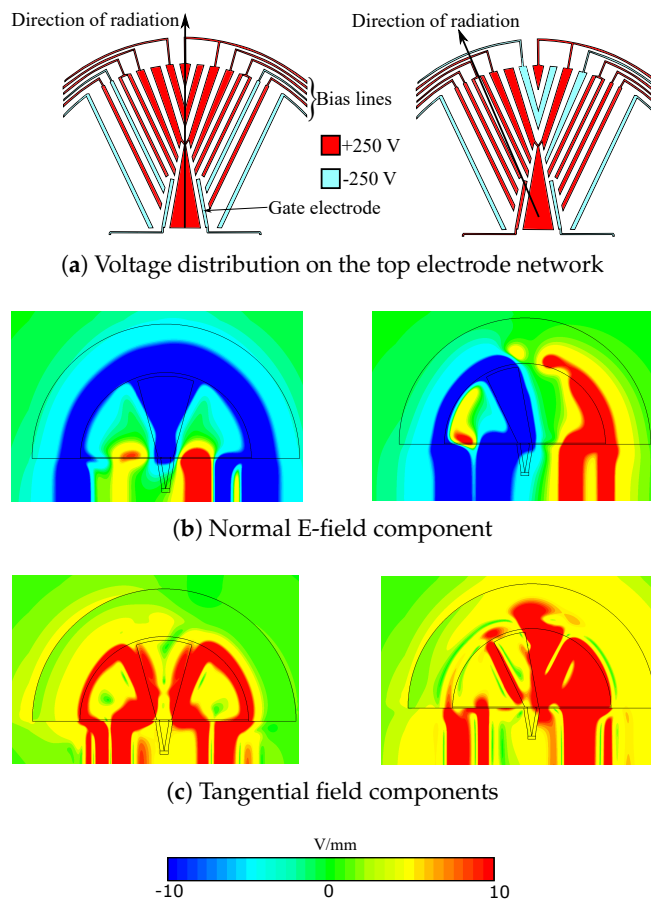 Direction of radiation
Direction of radiation
Bias lines
+250 V
-250 V
Gate electrode
(a) Voltage distribution on the top electrode network
(b) Normal E-field component
(c) Tangential field components
V/mm
-10 0 10